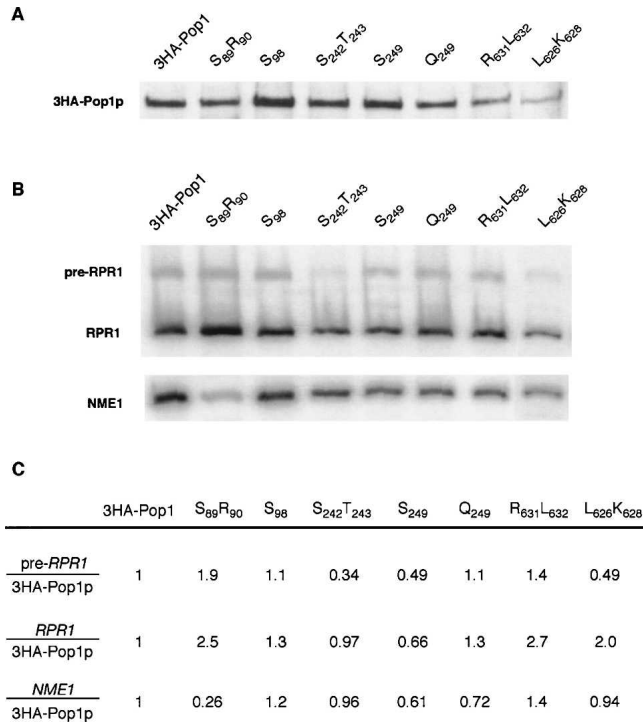 A
3HA-Pop1 S₈₉R₉₀ S₉₈ S₂₄₂T₂₄₃ S₂₄₉ Q₂₄₉ R₆₃₁L₆₃₂ L₆₂₆K₆₂₈
3HA-Pop1p
B
3HA-Pop1 S₈₉R₉₀ S₉₈ S₂₄₂T₂₄₃ S₂₄₉ Q₂₄₉ R₆₃₁L₆₃₂ L₆₂₆K₆₂₈
pre-RPR1
RPR1
NME1
C
3HA-Pop1 S₈₉R₉₀ S₉₈ S₂₄₂T₂₄₃ S₂₄₉ Q₂₄₉ R₆₃₁L₆₃₂ L₆₂₆K₆₂₈
pre-RPR1
3HA-Pop1p 1 1.9 1.1 0.34 0.49 1.1 1.4 0.49
RPR1
3HA-Pop1p 1 2.5 1.3 0.97 0.66 1.3 2.7 2.0
NME1
3HA-Pop1p 1 0.26 1.2 0.96 0.61 0.72 1.4 0.94